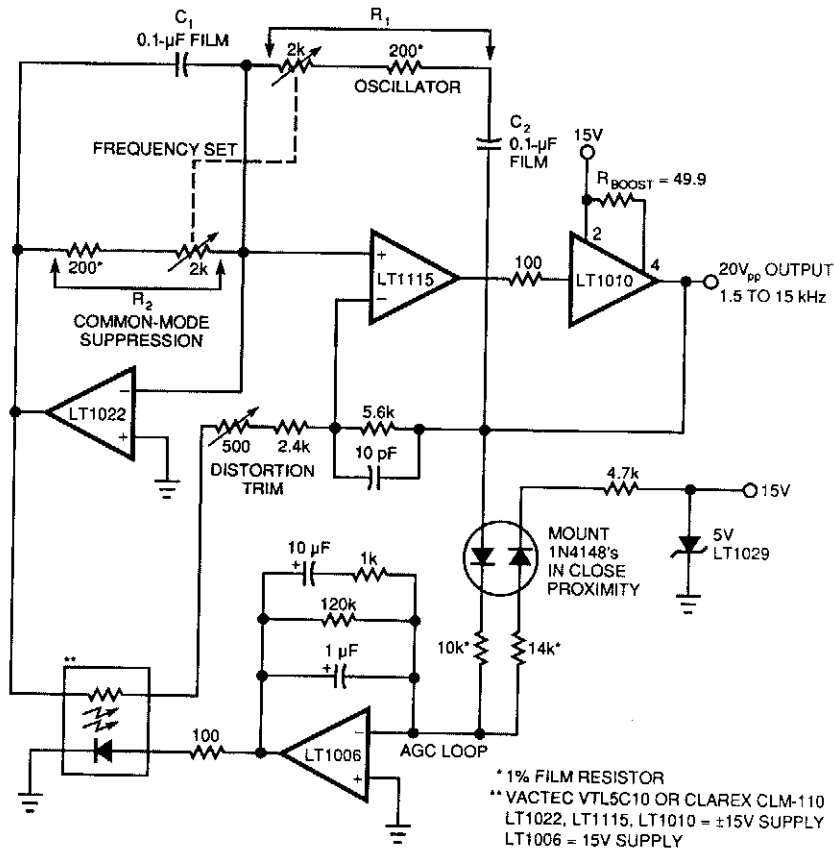 C1
0.1-µF FILM
R1
2k
200*
OSCILLATOR
C2
0.1-µF
FILM
FREQUENCY SET
15V
RBOOST = 49.9
2
4
200*
2k
R2
COMMON-MODE
SUPPRESSION
+
−
LT1115
100
LT1010
20Vpp OUTPUT
1.5 TO 15 kHz
LT1022
−
+
500
2.4k
DISTORTION
TRIM
5.6k
10 pF
4.7k
15V
MOUNT
1N4148's
IN CLOSE
PROXIMITY
5V
LT1029
+
10 µF
1k
120k
1 µF
+
10k*
14k*
**
100
LT1006
−
+
AGC LOOP
* 1% FILM RESISTOR
** VACTEC VTL5C10 OR CLAREX CLM-110
LT1022, LT1115, LT1010 = ±15V SUPPLY
LT1006 = 15V SUPPLY